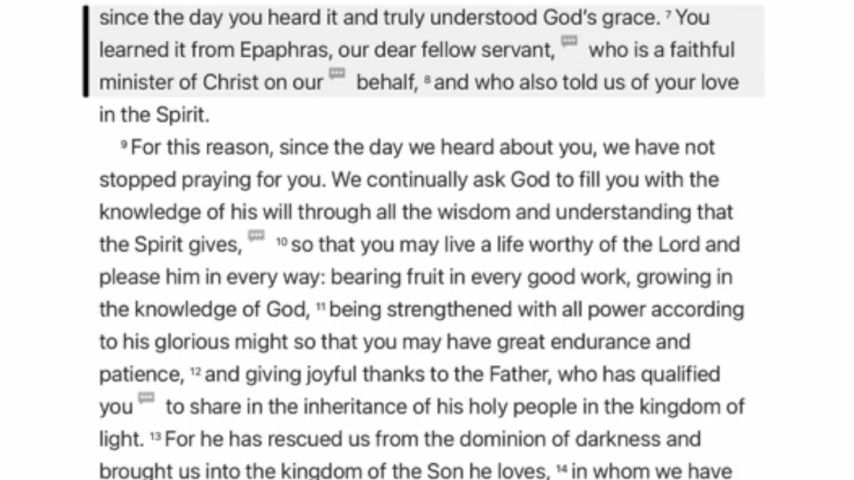 since the day you heard it and truly understood God’s grace. ⁷ You
learned it from Epaphras, our dear fellow servant, who is a faithful
minister of Christ on our behalf, ⁸ and who also told us of your love
in the Spirit.
⁹ For this reason, since the day we heard about you, we have not
stopped praying for you. We continually ask God to fill you with the
knowledge of his will through all the wisdom and understanding that
the Spirit gives, ¹⁰ so that you may live a life worthy of the Lord and
please him in every way: bearing fruit in every good work, growing in
the knowledge of God, ¹¹ being strengthened with all power according
to his glorious might so that you may have great endurance and
patience, ¹² and giving joyful thanks to the Father, who has qualified
you to share in the inheritance of his holy people in the kingdom of
light. ¹³ For he has rescued us from the dominion of darkness and
brought us into the kingdom of the Son he loves, ¹⁴ in whom we have